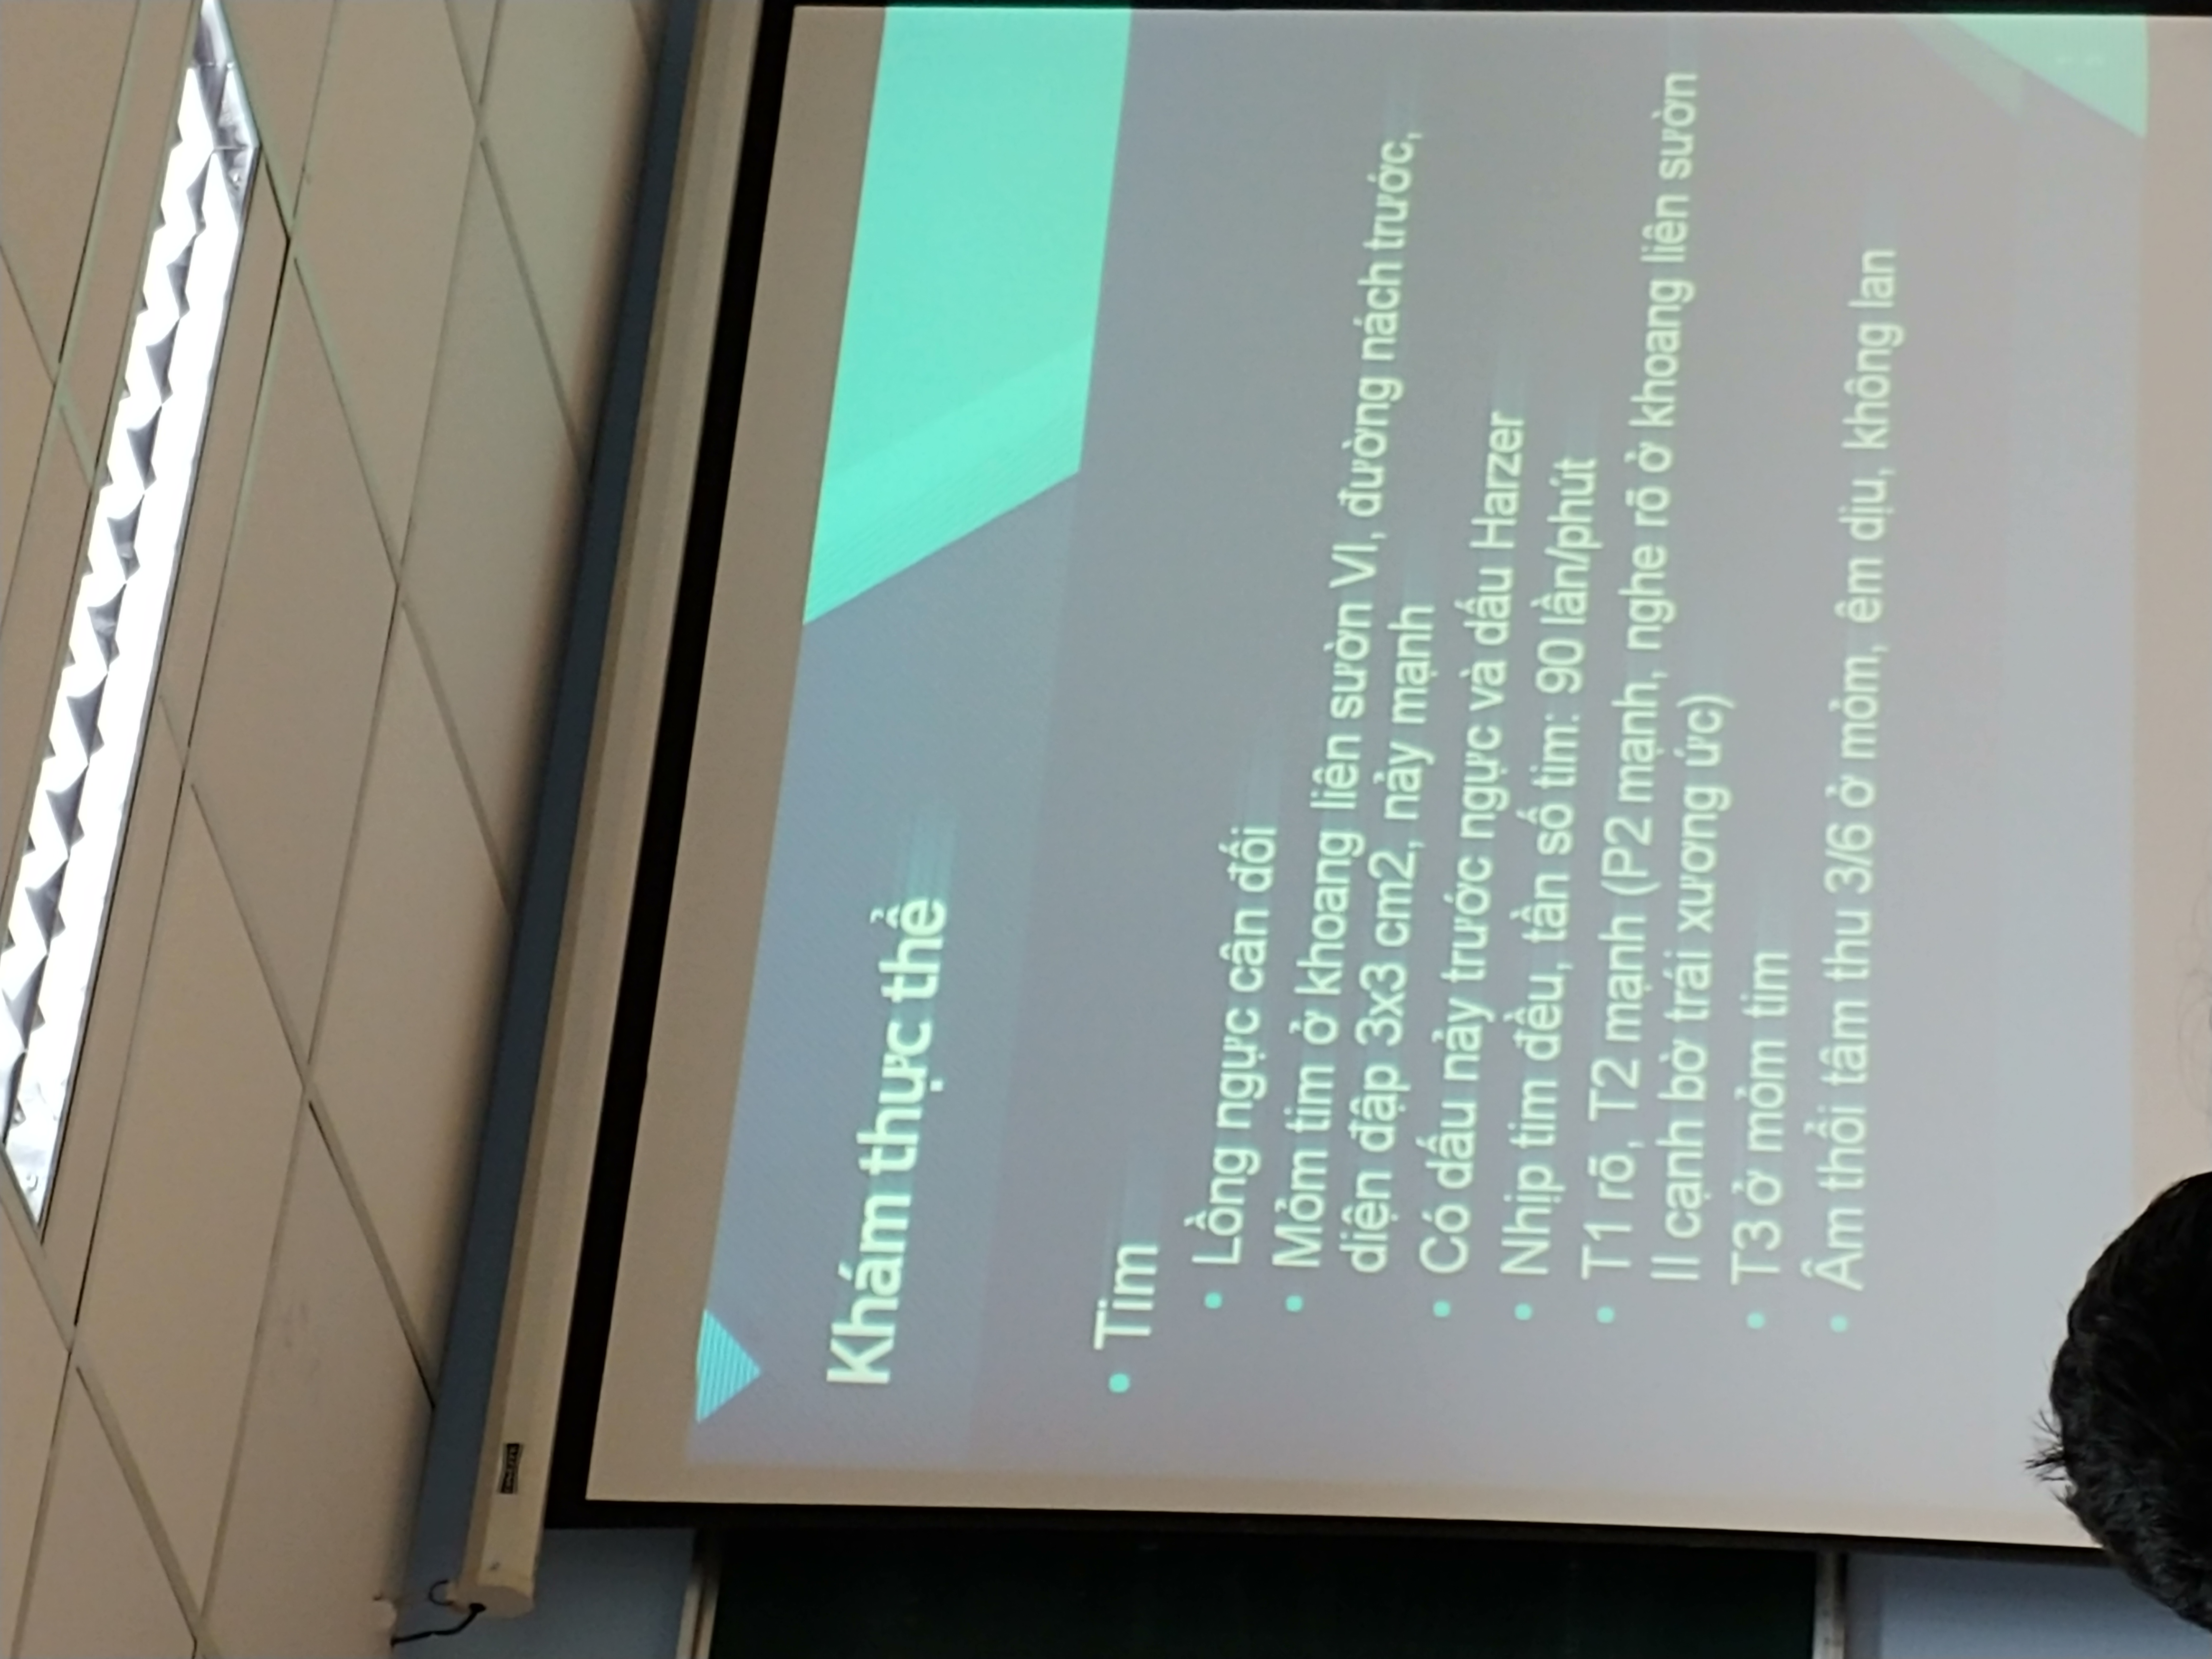 Khám thực thể
• Tim
• Lồng ngực cân đối
• Mỏm tim ở khoang liên sườn VI, đường nách trước,
diện đập 3x3 cm2, nảy mạnh
• Có dấu nảy trước ngực và dấu Harzer
• Nhịp tim đều, tần số tim: 90 lần/phút
• T1 rõ, T2 mạnh (P2 mạnh, nghe rõ ở khoang liên sườn
II cạnh bờ trái xương ức)
• T3 ở mỏm tim
• Âm thổi tâm thu 3/6 ở mỏm, êm dịu, không lan